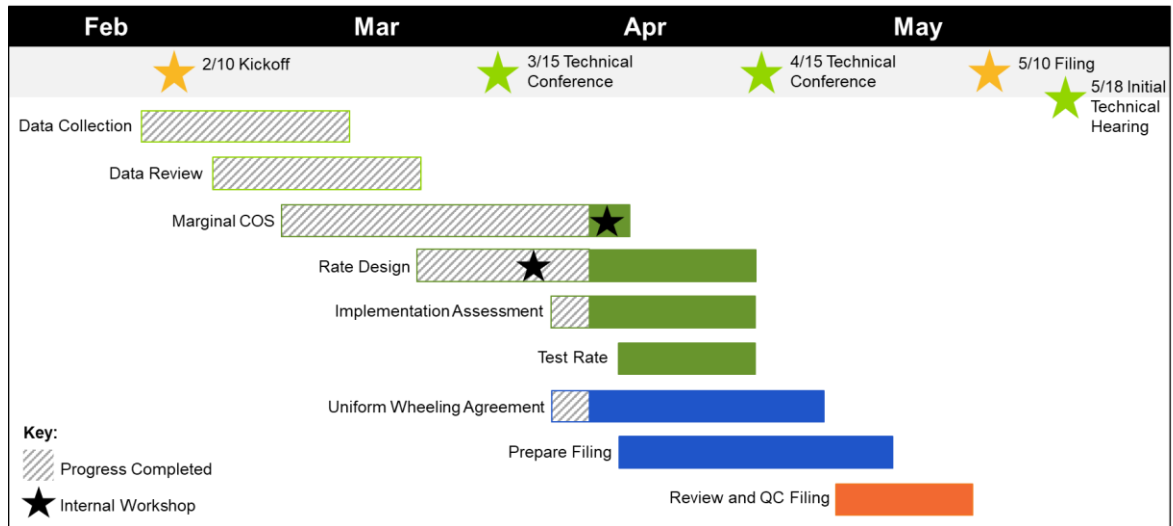 Feb Mar Apr May
2/10 Kickoff
3/15 Technical
Conference
4/15 Technical
Conference
5/10 Filing
5/18 Initial
Technical
Hearing
Data Collection
Data Review
Marginal COS
Rate Design
Implementation Assessment
Test Rate
Uniform Wheeling Agreement
Prepare Filing
Review and QC Filing
Key:
Progress Completed
Internal Workshop